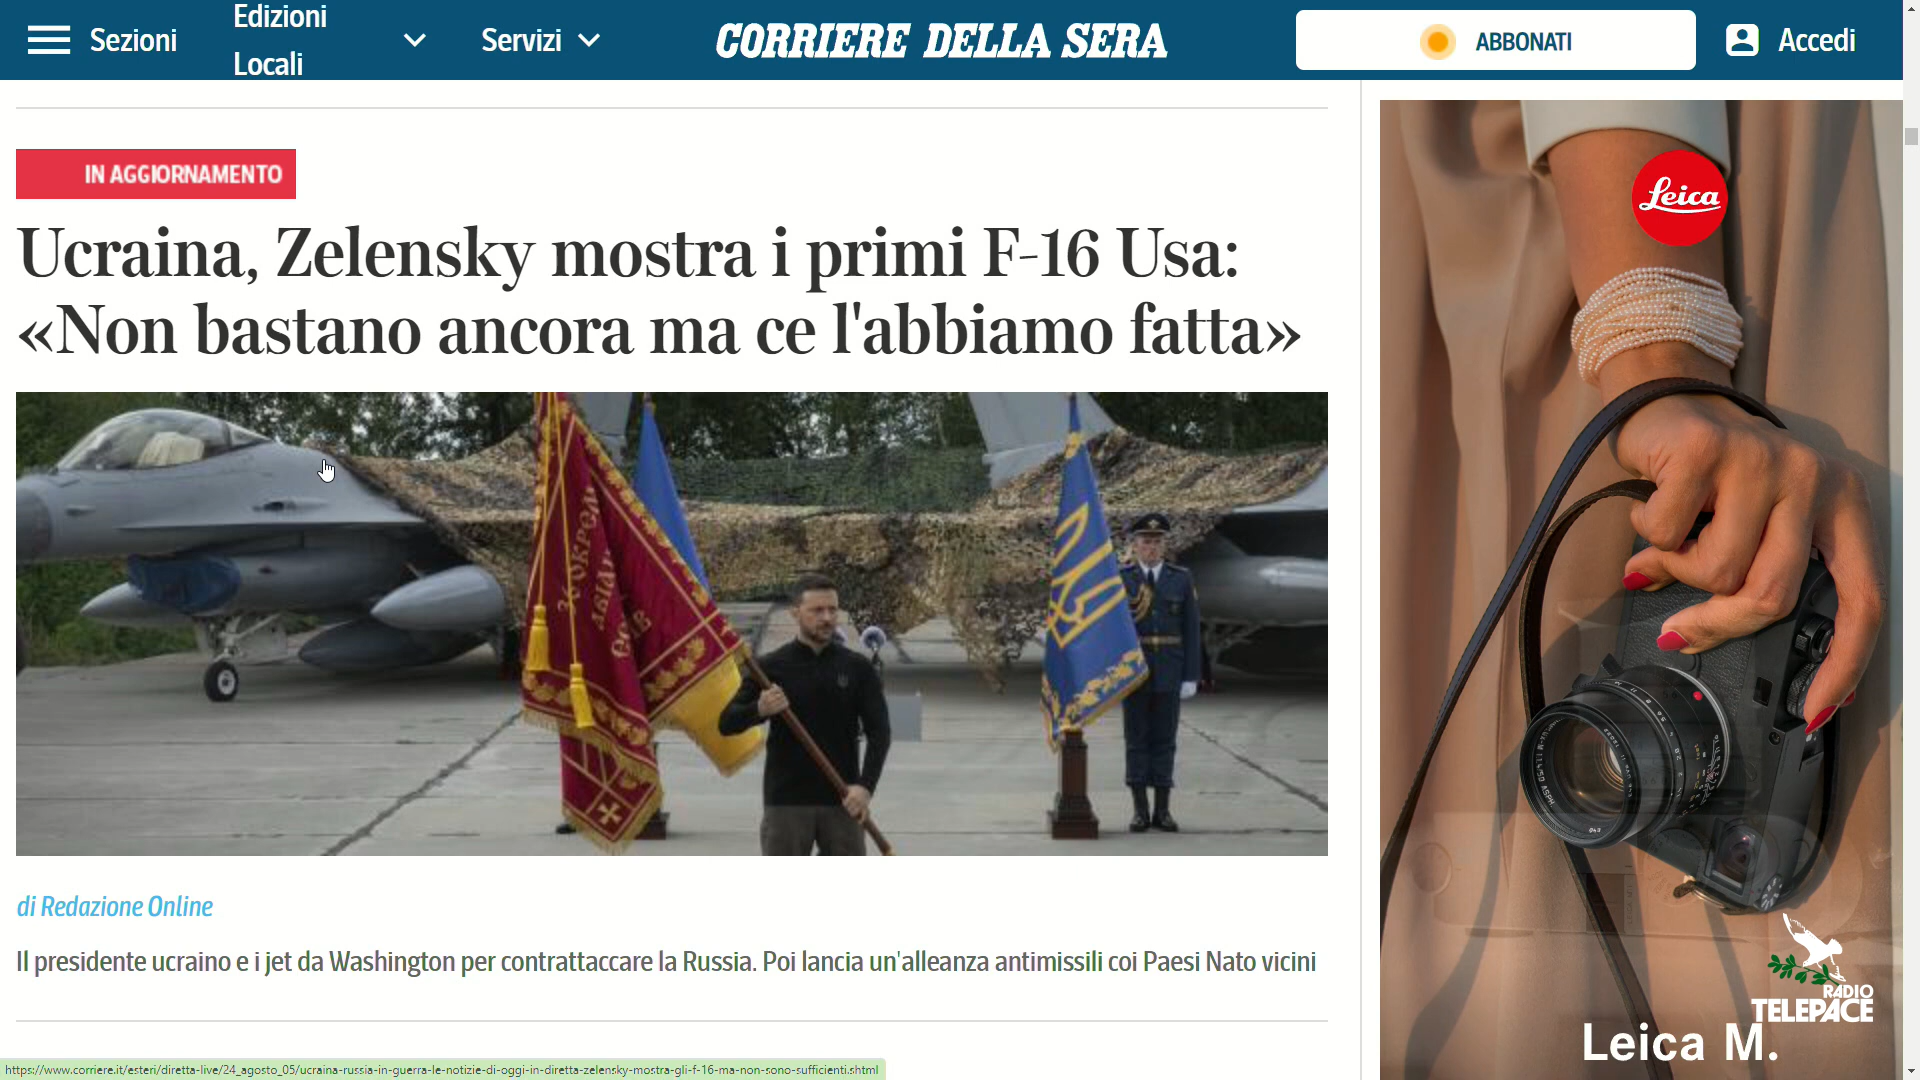 Sezioni
Edizioni
Locali
Servizi
CORRIERE DELLA SERA
ABBONATI
Accedi
IN AGGIORNAMENTO
Ucraina, Zelensky mostra i primi F-16 Usa:
«Non bastano ancora ma ce l'abbiamo fatta»
di Redazione Online
Il presidente ucraino e i jet da Washington per contrattaccare la Russia. Poi lancia un'alleanza antimissili coi Paesi Nato vicini
Leica
RADIO
TELEPACE
Leica M.
https://www.corriere.it/esteri/diretta-live/24_agosto_05/ucraina-russia-in-guerra-le-notizie-di-oggi-in-diretta-zelensky-mostra-gli-f-16-ma-non-sono-sufficienti.shtml